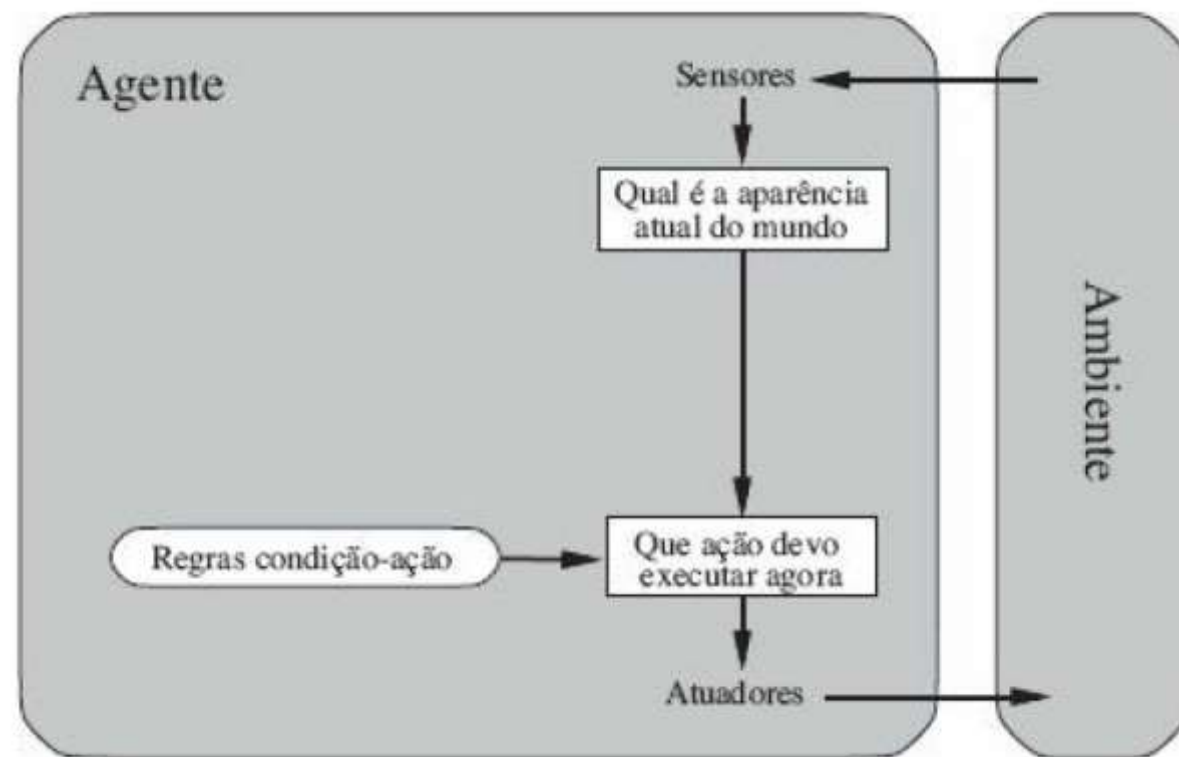 Agente
Sensores
Qual é a aparência
atual do mundo
Ambiente
Regras condição-ação
Que ação devo
executar agora
Atuadores